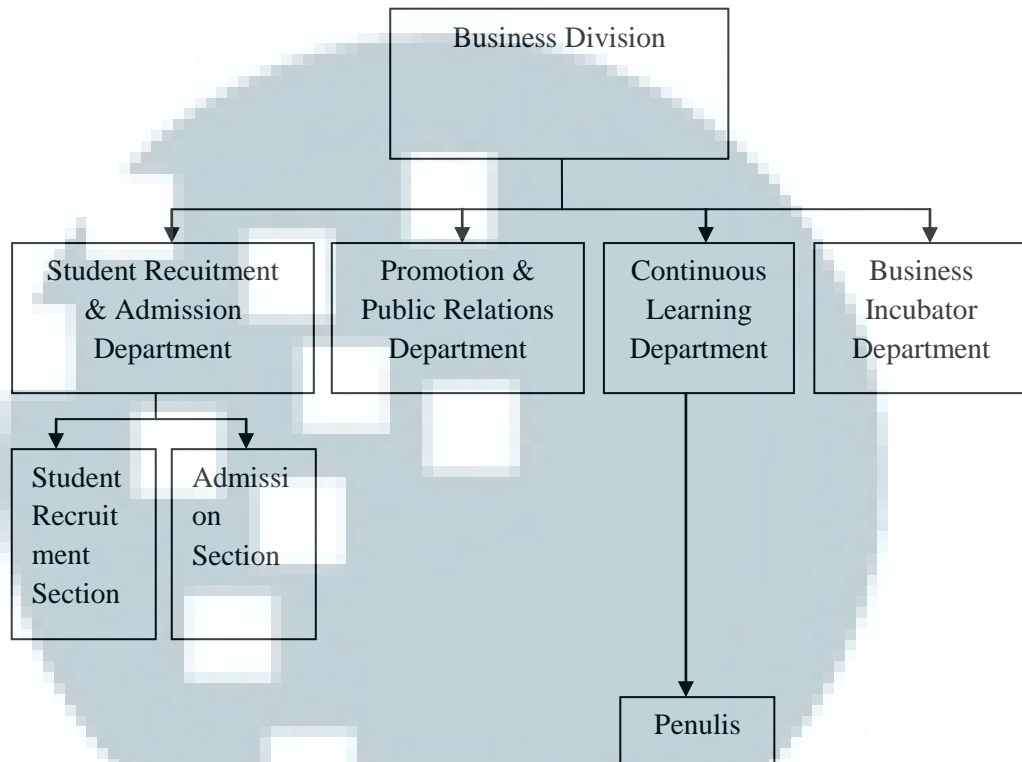 Business Division
Student Recuitment
& Admission
Department
Promotion &
Public Relations
Department
Continuous
Learning
Department
Business
Incubator
Department
Student
Recruit
ment
Section
Admissi
on
Section
Penulis